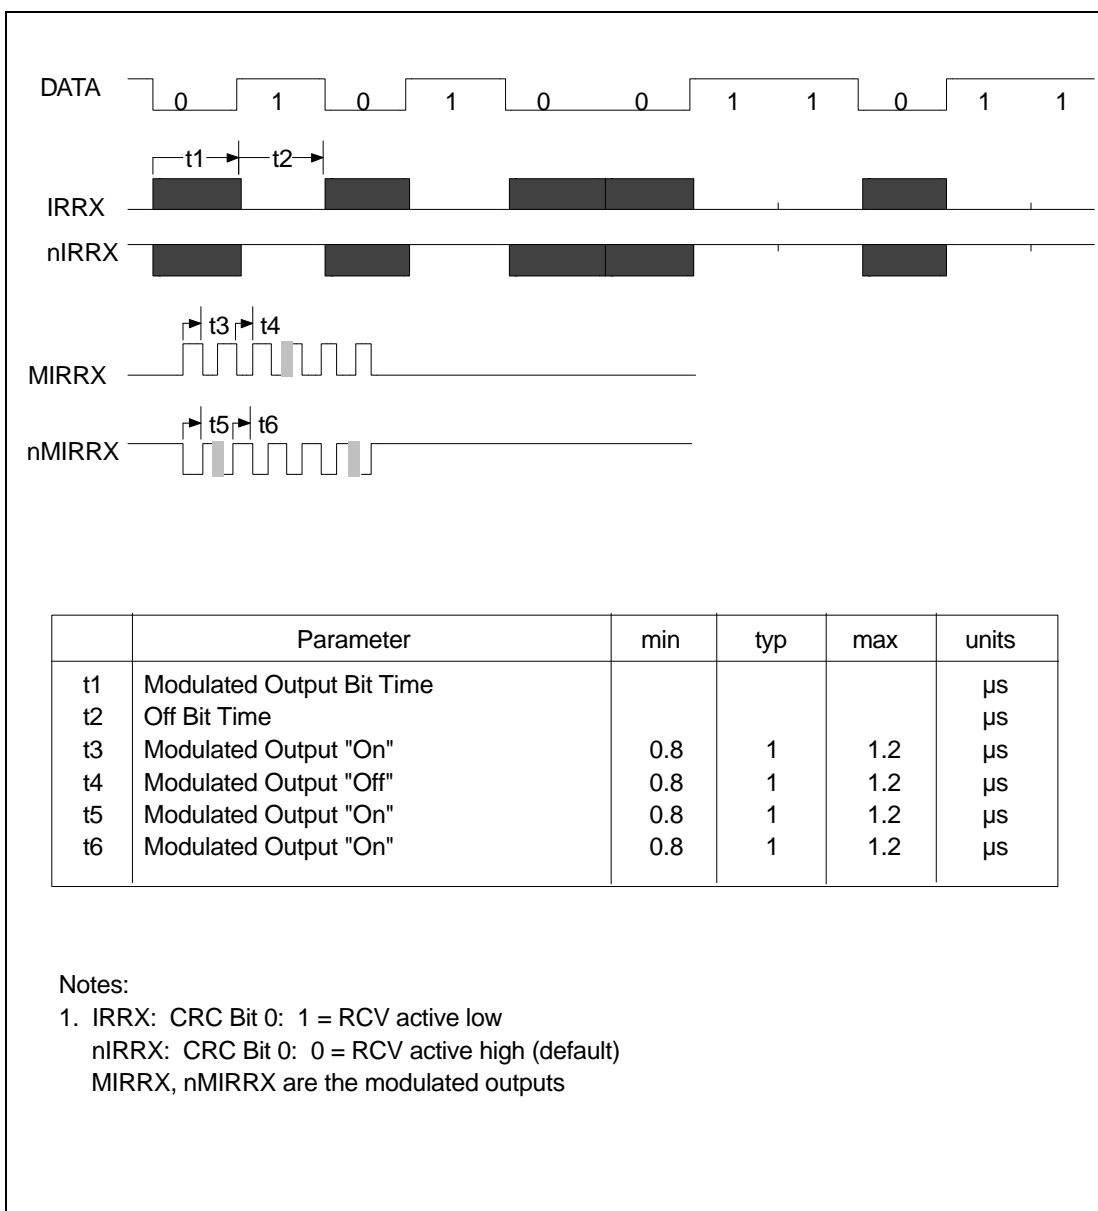 DATA 0 1 0 1 0 0 1 1 0 1 1
t1 t2
IRRX
nIRRX
t3 t4
MIRRX
t5 t6
nMIRRX
Parameter min typ max units
t1 Modulated Output Bit Time µs
t2 Off Bit Time µs
t3 Modulated Output "On" 0.8 1 1.2 µs
t4 Modulated Output "Off" 0.8 1 1.2 µs
t5 Modulated Output "On" 0.8 1 1.2 µs
t6 Modulated Output "On" 0.8 1 1.2 µs
Notes:
1. IRRX: CRC Bit 0: 1 = RCV active low
nIRRX: CRC Bit 0: 0 = RCV active high (default)
MIRRX, nMIRRX are the modulated outputs